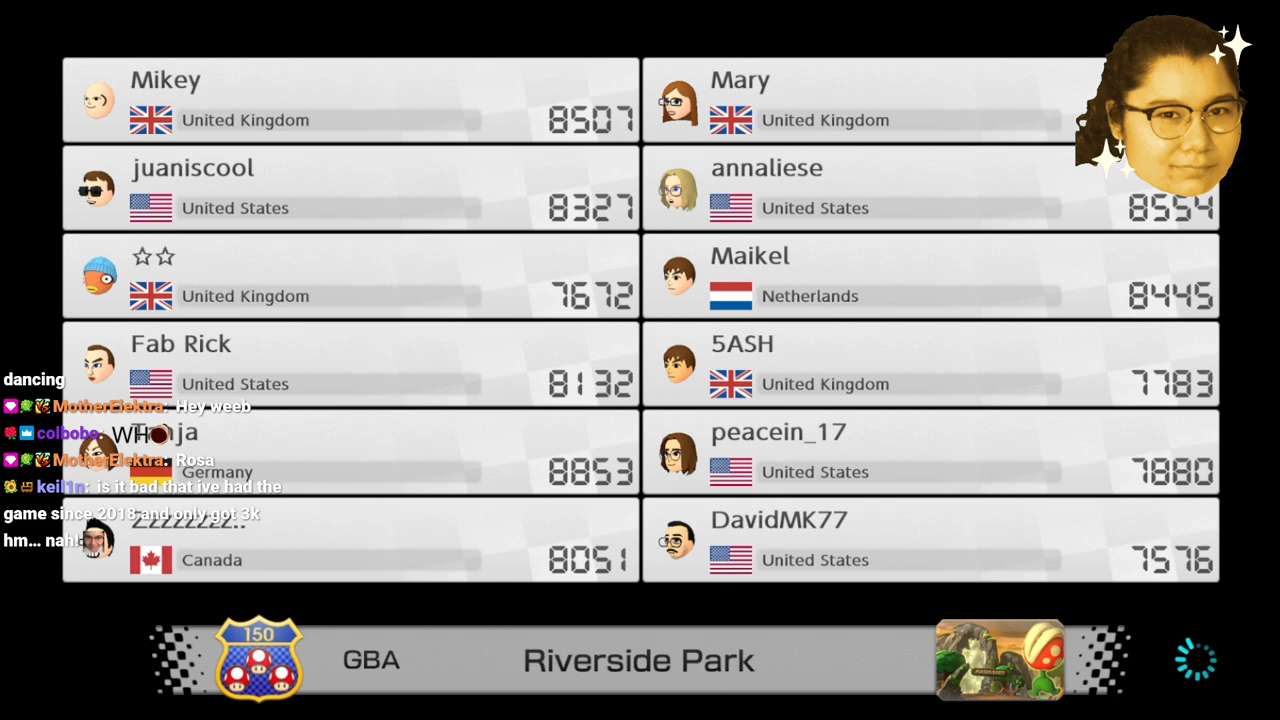 Mikey
United Kingdom 8507
Mary
United Kingdom
juaniscool
United States 8327
annaliese
United States 8554
☆☆
United Kingdom 7672
Maikel
Netherlands 8445
Fab Rick
United States 8132
5ASH
United Kingdom 7783
Germany 8853
peacein_17
United States 7880
Zzzzzzz..
Canada 8051
DavidMK77
United States 7576
dancing
MotherElektra: Hey weeb
colbobo: WH
MotherElektra: Rosa
keil1n: is it bad that ive had the
game since 2018 and only got 3k
hm... nah!
150
GBA Riverside Park